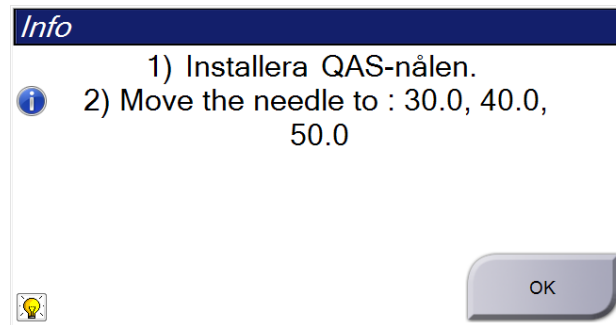 Info
1) Installera QAS-nålen.
2) Move the needle to : 30.0, 40.0,
50.0
OK